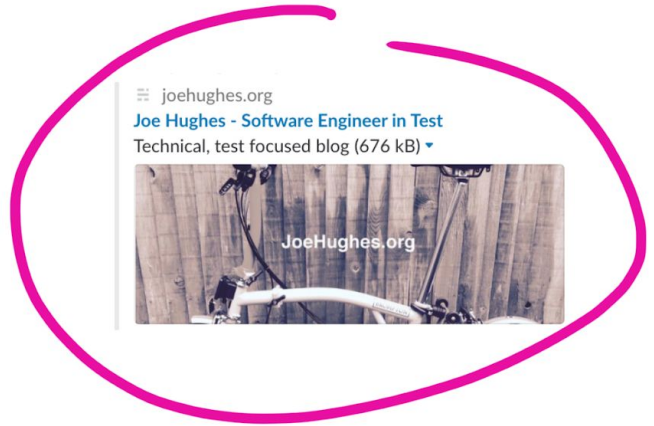 joehughes.org
Joe Hughes - Software Engineer in Test
Technical, test focused blog (676 kB)
JoeHughes.org